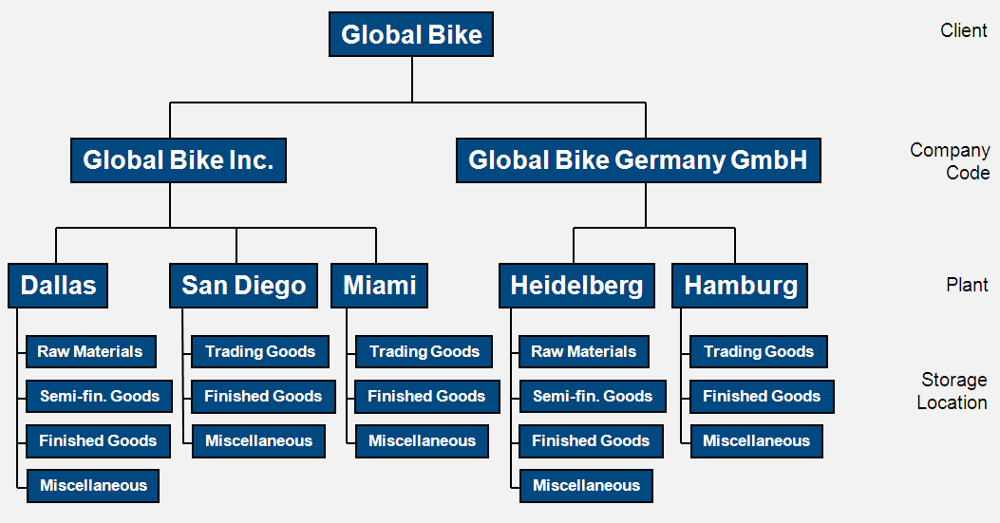 Global Bike
Client
Global Bike Inc.
Global Bike Germany GmbH
Company
Code
Dallas
San Diego
Miami
Heidelberg
Hamburg
Plant
Raw Materials
Trading Goods
Trading Goods
Raw Materials
Trading Goods
Storage
Location
Semi-fin. Goods
Finished Goods
Finished Goods
Semi-fin. Goods
Finished Goods
Finished Goods
Miscellaneous
Miscellaneous
Finished Goods
Miscellaneous
Miscellaneous
Miscellaneous